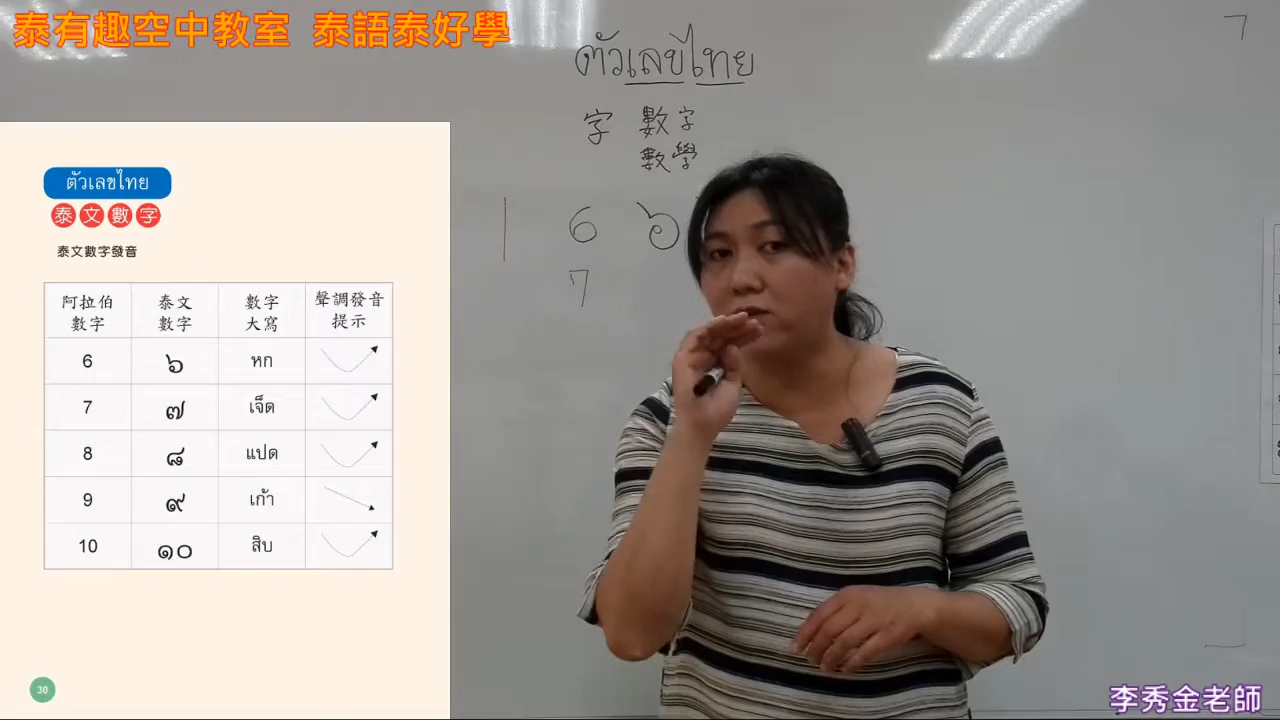 泰有趣空中教室 泰語泰好學
ตัวเลขไทย
字 數字
數學
1 6 ๖
7
7
ตัวเลขไทย
泰文數字
泰文數字發音
阿拉伯數字 泰文數字 數字大寫 聲調發音提示
6 ๖ หก
7 ๗ เจ็ด
8 ๘ แปด
9 ๙ เก้า
10 ๑๐ สิบ
30
李秀金老師